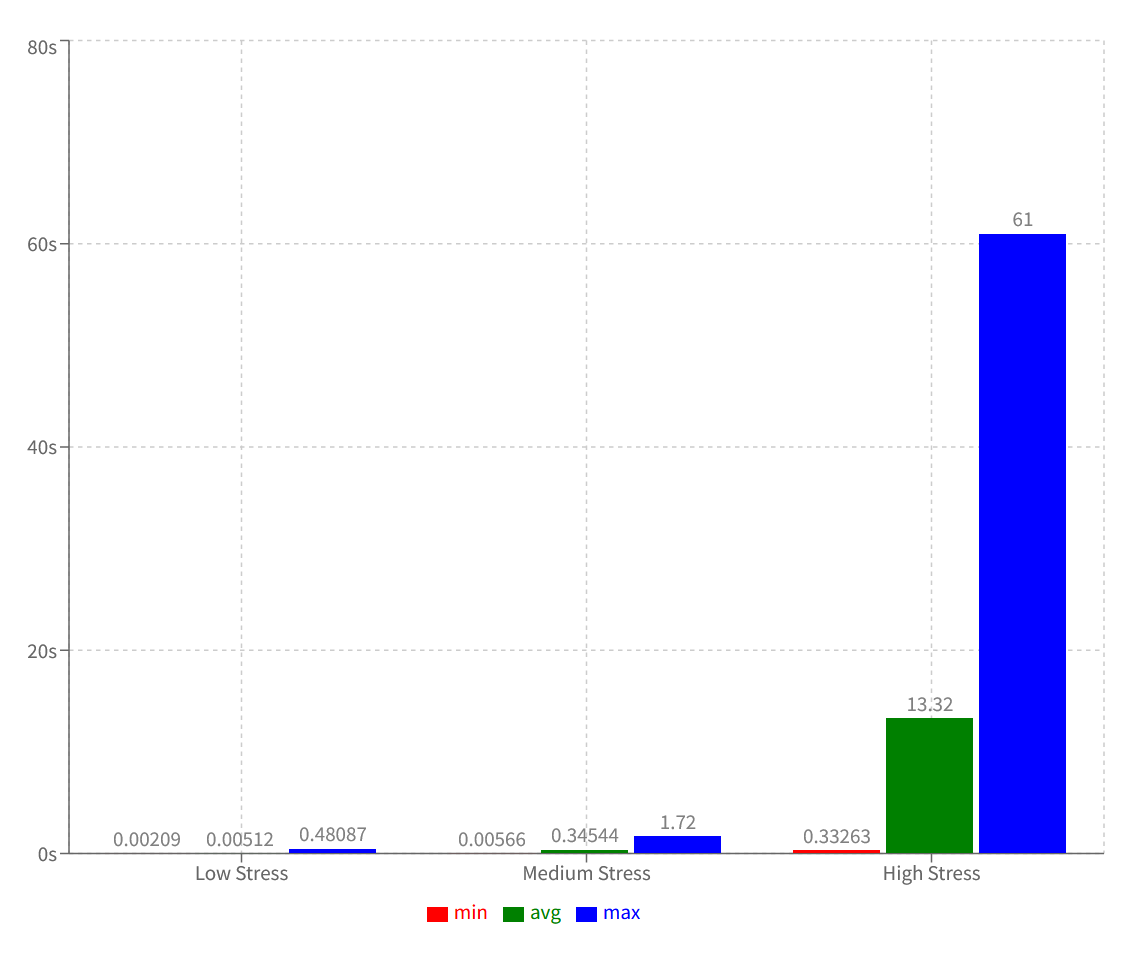 80s
60s
40s
20s
0s
61
13.32
1.72
0.00209 0.00512 0.48087 0.00566 0.34544 0.33263
Low Stress Medium Stress High Stress
min avg max